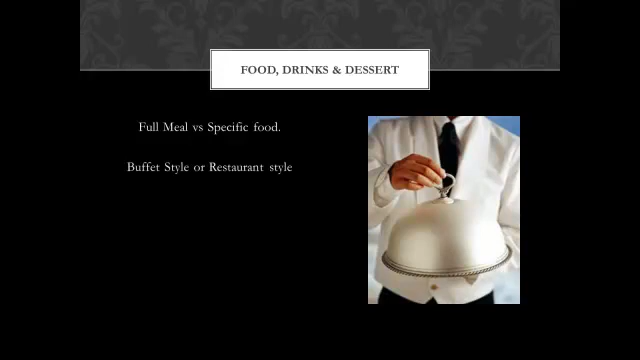 FOOD, DRINKS & DESSERT
Full Meal vs Specific food.
Buffet Style or Restaurant style